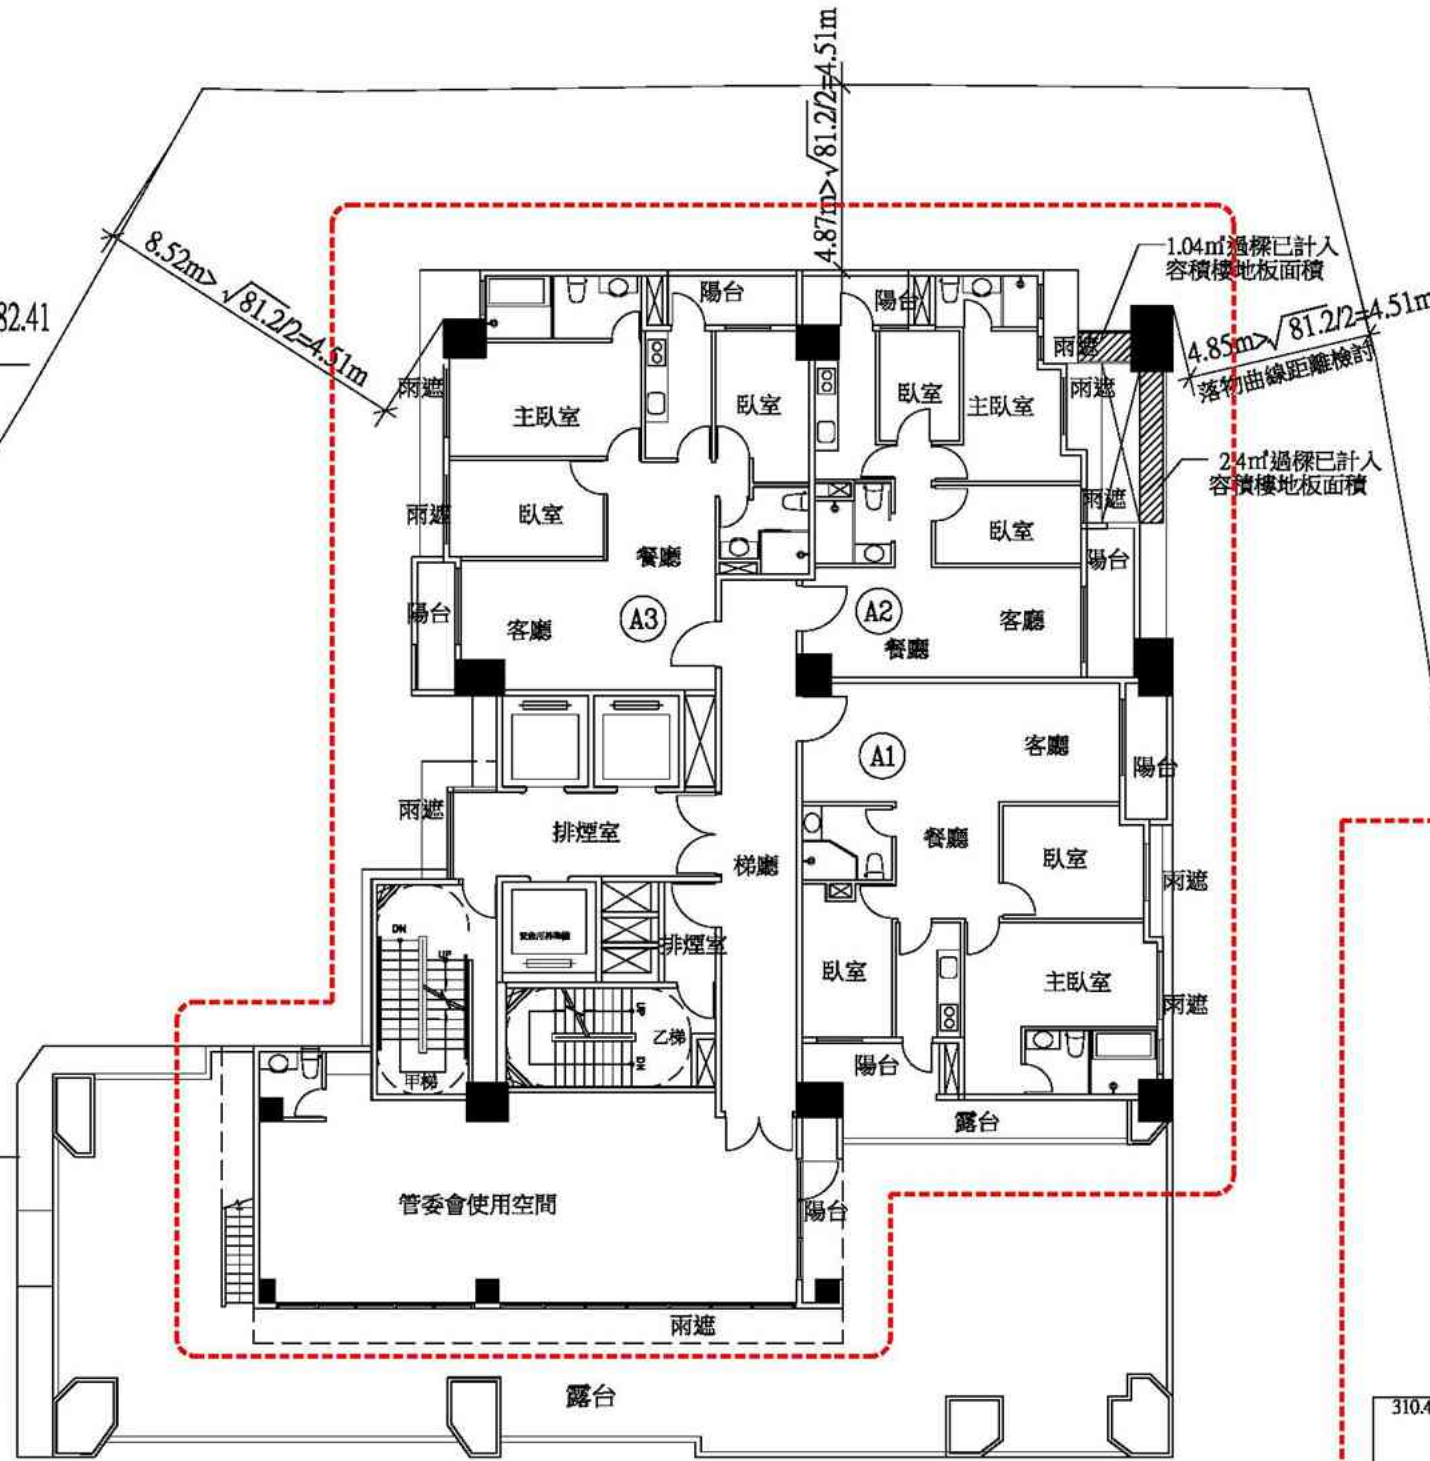 4.87m>√81.2/2=4.51m
8.52m>√81.2/2=4.51m
82.41
1.04㎡過樑已計入
容積樓地板面積
4.85m>√81.2/2=4.51m
落物曲線距離檢討
2.4㎡過樑已計入
容積樓地板面積
陽台
陽台
雨遮
雨遮
雨遮
主臥室
臥室
臥室
主臥室
雨遮
雨遮
臥室
臥室
餐廳
陽台
陽台
客廳
A3
A2
客廳
餐廳
A1
客廳
陽台
雨遮
排煙室
梯廳
餐廳
臥室
雨遮
DN
UP
排煙室
臥室
主臥室
雨遮
UP
DN
乙梯
甲梯
陽台
露台
管委會使用空間
陽台
雨遮
露台
310.4